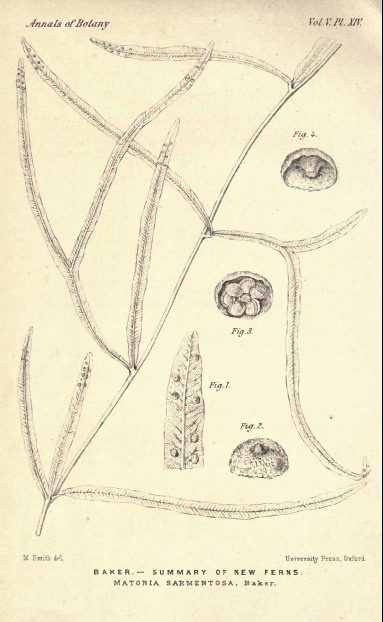 Annals of Botany
Vol. V, Pl. XIV.
Fig. 4.
Fig. 3.
Fig. 1.
Fig. 2.
M. Smith del.
University Press, Oxford.
BAKER.— SUMMARY OF NEW FERNS.
MATONIA SARMENTOSA, Baker.